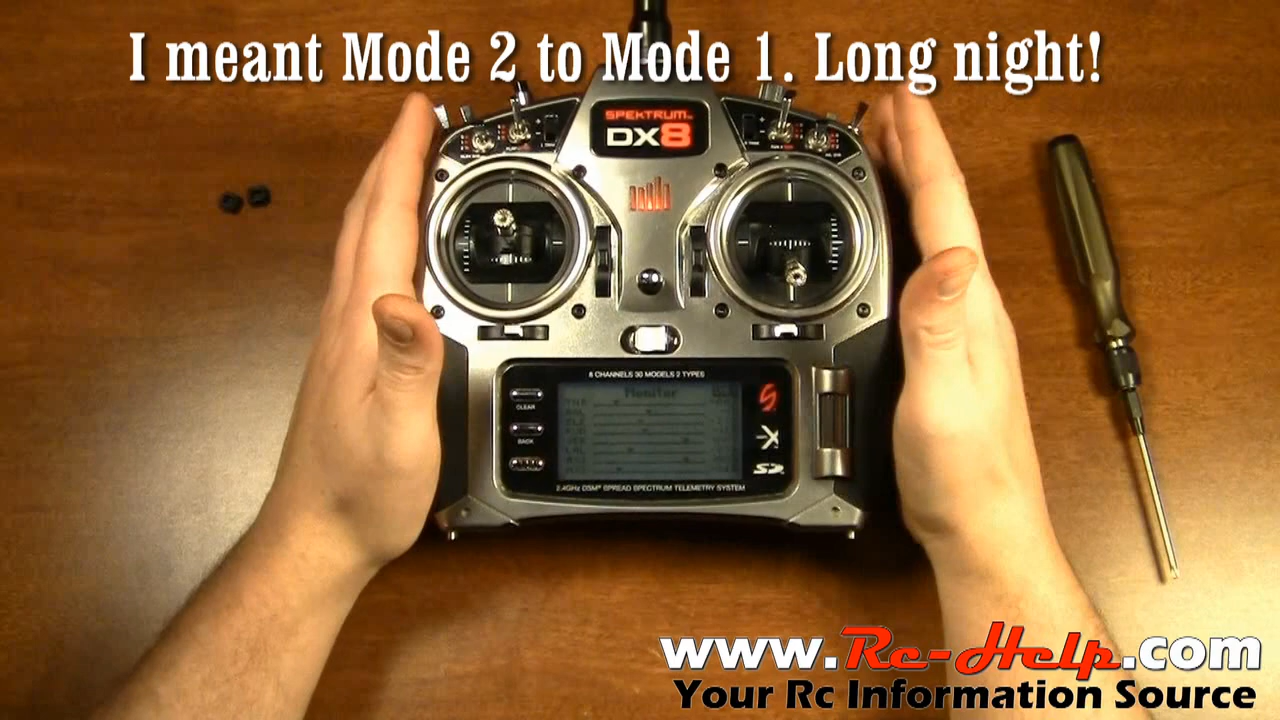 I meant Mode 2 to Mode 1. Long night!
SPEKTRUM
DX8
8 CHANNELS 30 MODELS 2 TYPES
Monitor
CLEAR
BACK
2.4GHz DSM² SPREAD SPECTRUM TELEMETRY SYSTEM
www.Rc-Help.com
Your Rc Information Source